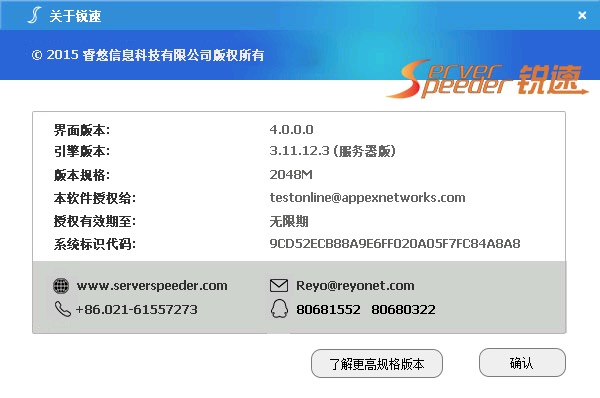 关于锐速
© 2015 睿悠信息科技有限公司版权所有
Server Speeder 锐速
界面版本： 4.0.0.0
引擎版本： 3.11.12.3 (服务器版)
版本规格： 2048M
本软件授权给： testonline@appexnetworks.com
授权有效期至： 无限期
系统标识代码： 9CD52ECB88A9E6FF020A05F7FC84A8A8
www.serverspeeder.com Reyo@reyonet.com
+86.021-61557273 80681552 80680322
了解更高规格版本 确认